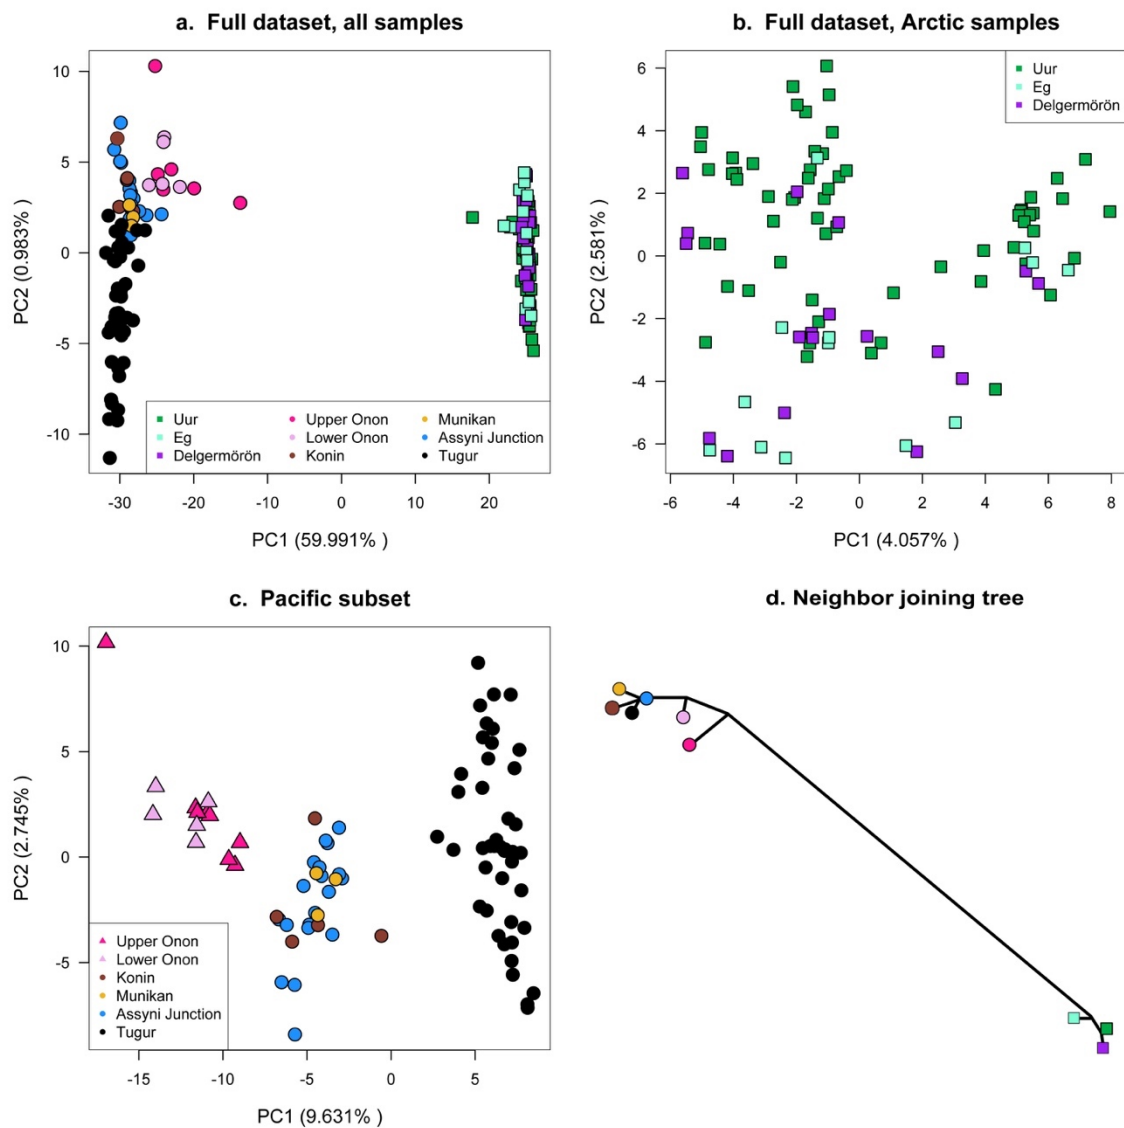 a. Full dataset, all samples
10
5
0
-5
-10
PC2 (0.983% )
Uur
Eg
Delgermörön
Upper Onon
Lower Onon
Konin
Munikan
Assyni Junction
Tugur
-30
-20
-10
0
10
20
PC1 (59.991% )
b. Full dataset, Arctic samples
6
4
2
0
-2
-4
-6
PC2 (2.581% )
Uur
Eg
Delgermörön
-6
-4
-2
0
2
4
6
8
PC1 (4.057% )
c. Pacific subset
10
5
0
-5
PC2 (2.745% )
Upper Onon
Lower Onon
Konin
Munikan
Assyni Junction
Tugur
-15
-10
-5
0
5
PC1 (9.631% )
d. Neighbor joining tree